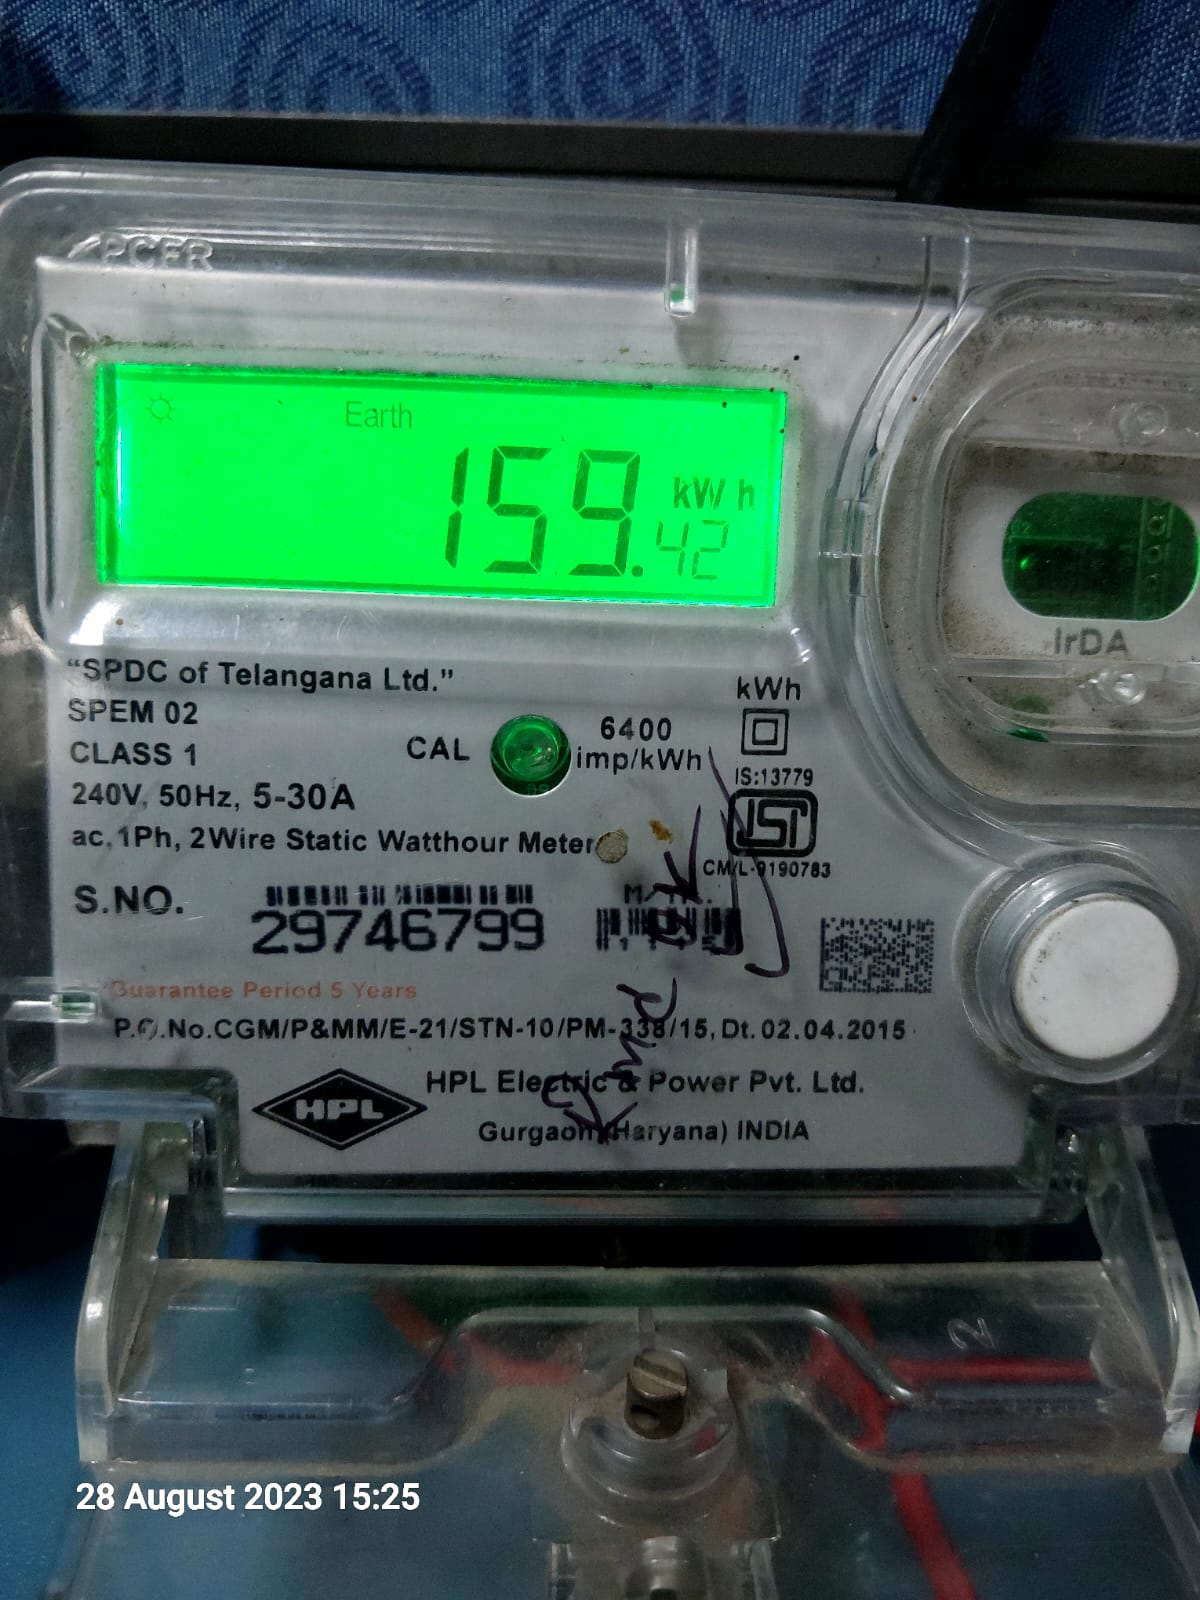 PCFR
Earth
159.42 kWh
"SPDC of Telangana Ltd."
SPEM 02
CLASS 1
240V, 50Hz, 5-30A
ac, 1Ph, 2Wire Static Watthour Meter
CAL
6400
imp/kWh
kWh
IS:13779
ISI
CM/L-9190783
IrDA
S.NO.
29746799
Guarantee Period 5 Years
P.O.No.CGM/P&MM/E-21/STN-10/PM-338/15, Dt. 02.04.2015
HPL
HPL Electric & Power Pvt. Ltd.
Gurgaon (Haryana) INDIA
2
28 August 2023 15:25